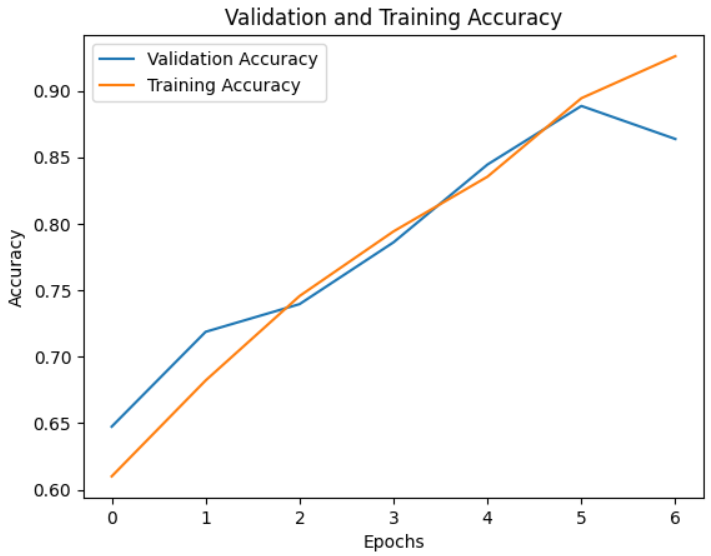 Validation and Training Accuracy
Validation Accuracy
Training Accuracy
Accuracy
0.90
0.85
0.80
0.75
0.70
0.65
0.60
0 1 2 3 4 5 6
Epochs